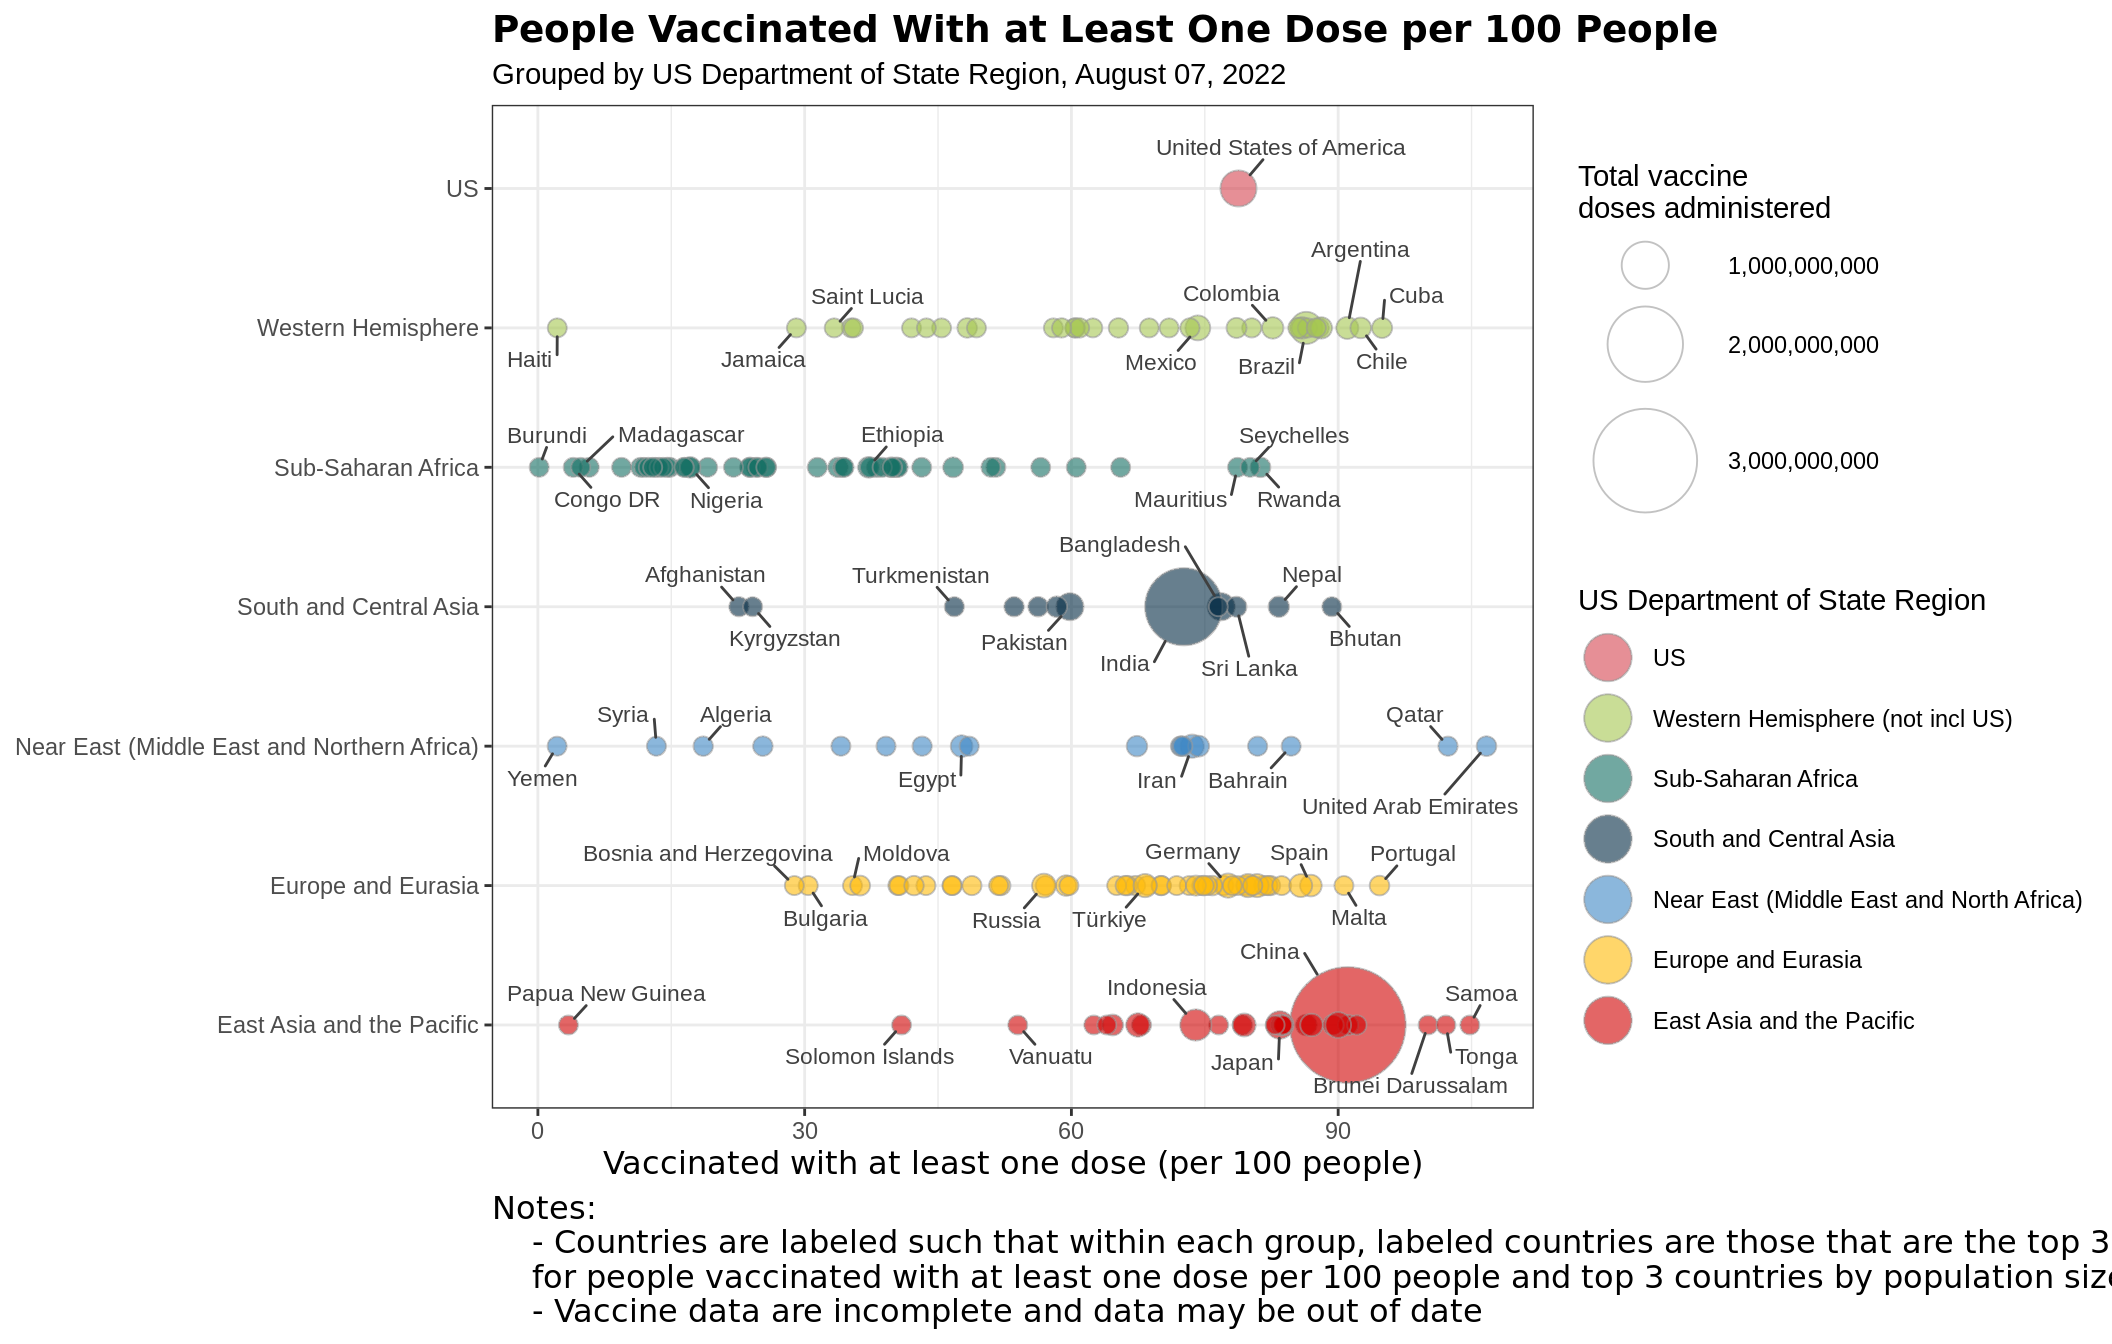 People Vaccinated With at Least One Dose per 100 People
Grouped by US Department of State Region, August 07, 2022
US
Western Hemisphere
Sub-Saharan Africa
South and Central Asia
Near East (Middle East and Northern Africa)
Europe and Eurasia
East Asia and the Pacific
United States of America
Argentina
Saint Lucia
Colombia
Cuba
Haiti
Jamaica
Mexico
Brazil
Chile
Burundi
Madagascar
Ethiopia
Seychelles
Congo DR
Nigeria
Mauritius
Rwanda
Bangladesh
Afghanistan
Turkmenistan
Nepal
Kyrgyzstan
Pakistan
India
Sri Lanka
Bhutan
Syria
Algeria
Qatar
Yemen
Egypt
Iran
Bahrain
United Arab Emirates
Bosnia and Herzegovina
Moldova
Germany
Spain
Portugal
Bulgaria
Russia
Türkiye
Malta
China
Papua New Guinea
Indonesia
Samoa
Solomon Islands
Vanuatu
Japan
Tonga
Brunei Darussalam
0
30
60
90
Vaccinated with at least one dose (per 100 people)
Total vaccine
doses administered
1,000,000,000
2,000,000,000
3,000,000,000
US Department of State Region
US
Western Hemisphere (not incl US)
Sub-Saharan Africa
South and Central Asia
Near East (Middle East and North Africa)
Europe and Eurasia
East Asia and the Pacific
Notes:
- Countries are labeled such that within each group, labeled countries are those that are the top 3
for people vaccinated with at least one dose per 100 people and top 3 countries by population
- Vaccine data are incomplete and data may be out of date